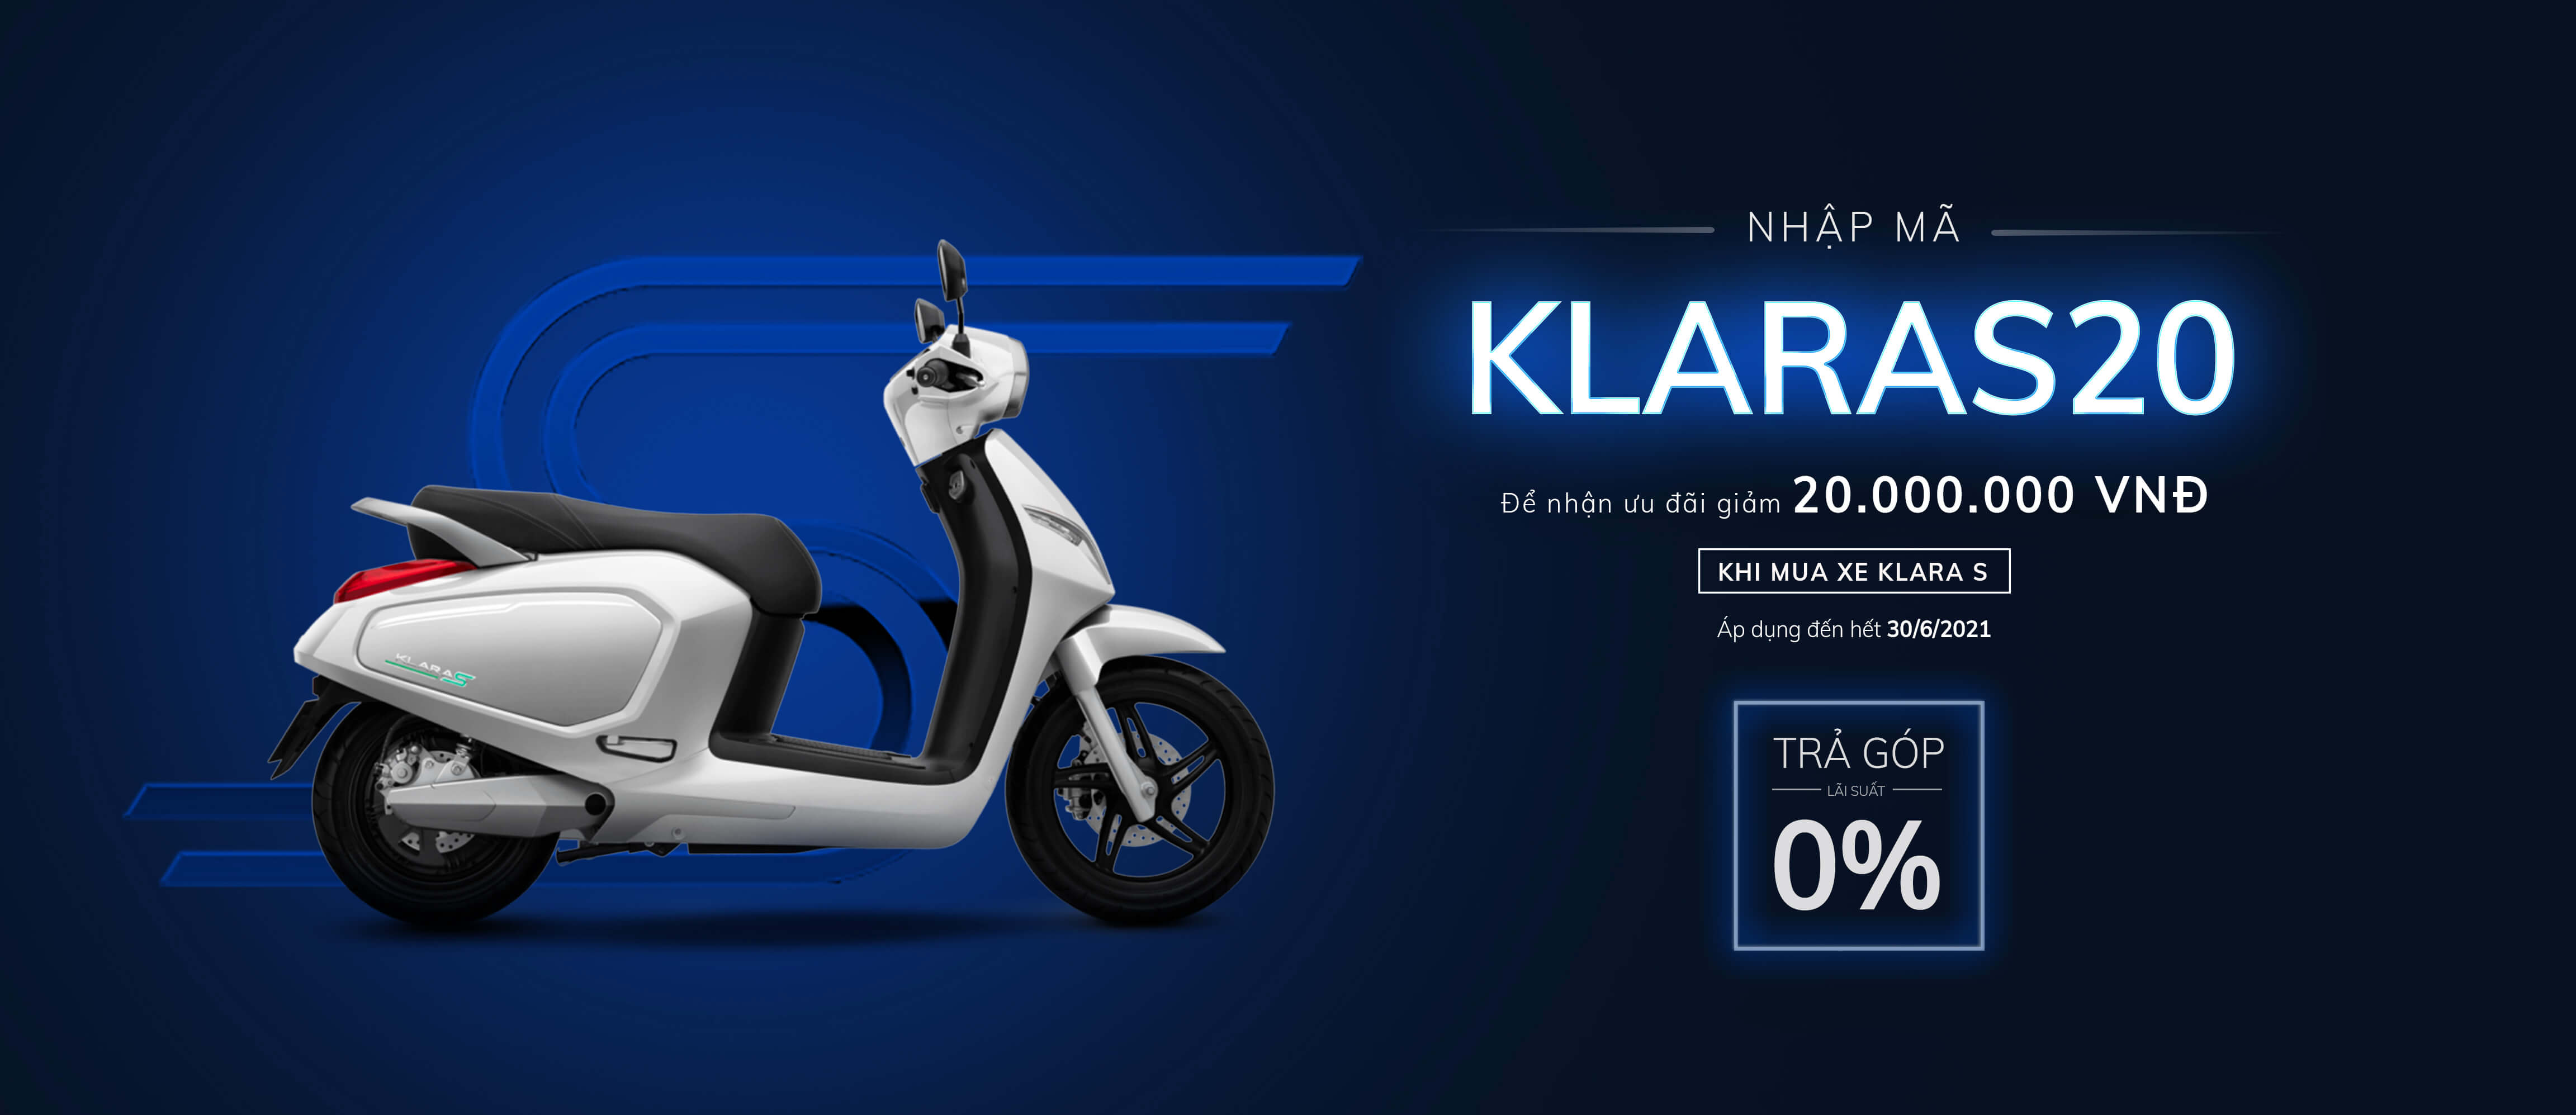 NHẬP MÃ
KLARAS20
Để nhận ưu đãi giảm 20.000.000 VNĐ
KHI MUA XE KLARA S
Áp dụng đến hết 30/6/2021
TRẢ GÓP
LÃI SUẤT
0%
KLARA S